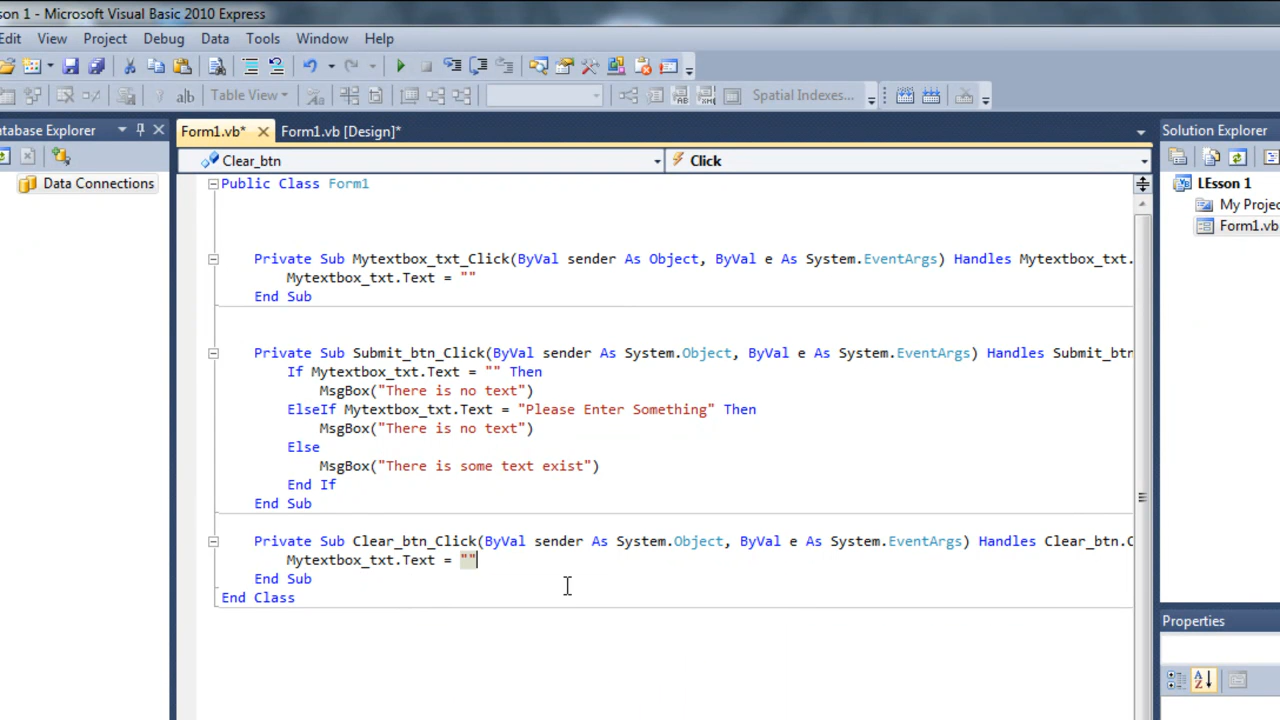 son 1 - Microsoft Visual Basic 2010 Express
Edit View Project Debug Data Tools Window Help
Table View Spatial Indexes...
atabase Explorer
Form1.vb* Form1.vb [Design]*
Solution Explorer
Clear_btn Click
Data Connections
LEsson 1
My Projec
Form1.vb
Public Class Form1
Private Sub Mytextbox_txt_Click(ByVal sender As Object, ByVal e As System.EventArgs) Handles Mytextbox_txt.
Mytextbox_txt.Text = ""
End Sub
Private Sub Submit_btn_Click(ByVal sender As System.Object, ByVal e As System.EventArgs) Handles Submit_btn
If Mytextbox_txt.Text = "" Then
MsgBox("There is no text")
ElseIf Mytextbox_txt.Text = "Please Enter Something" Then
MsgBox("There is no text")
Else
MsgBox("There is some text exist")
End If
End Sub
Private Sub Clear_btn_Click(ByVal sender As System.Object, ByVal e As System.EventArgs) Handles Clear_btn.C
Mytextbox_txt.Text = ""
End Sub
End Class
Properties